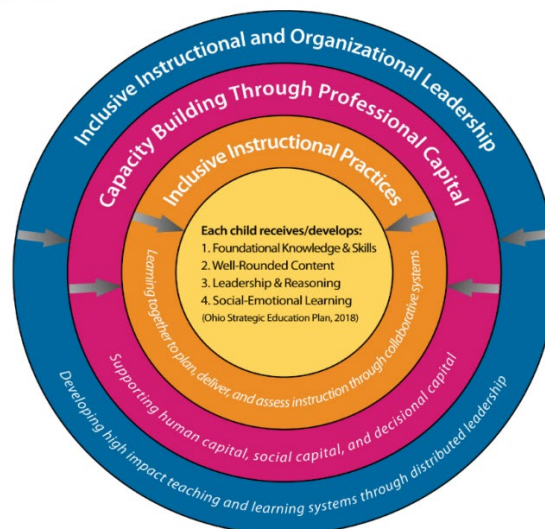 Inclusive Instructional and Organizational Leadership
Capacity Building Through Professional Capital
Inclusive Instructional Practices
Each child receives/develops:
1. Foundational Knowledge & Skills
2. Well-Rounded Content
3. Leadership & Reasoning
4. Social-Emotional Learning
(Ohio Strategic Education Plan, 2018)
Learning together to plan, deliver, and assess instruction through collaborative systems
Supporting human capital, social capital, and decisional capital
Developing high impact teaching and learning systems through distributed leadership